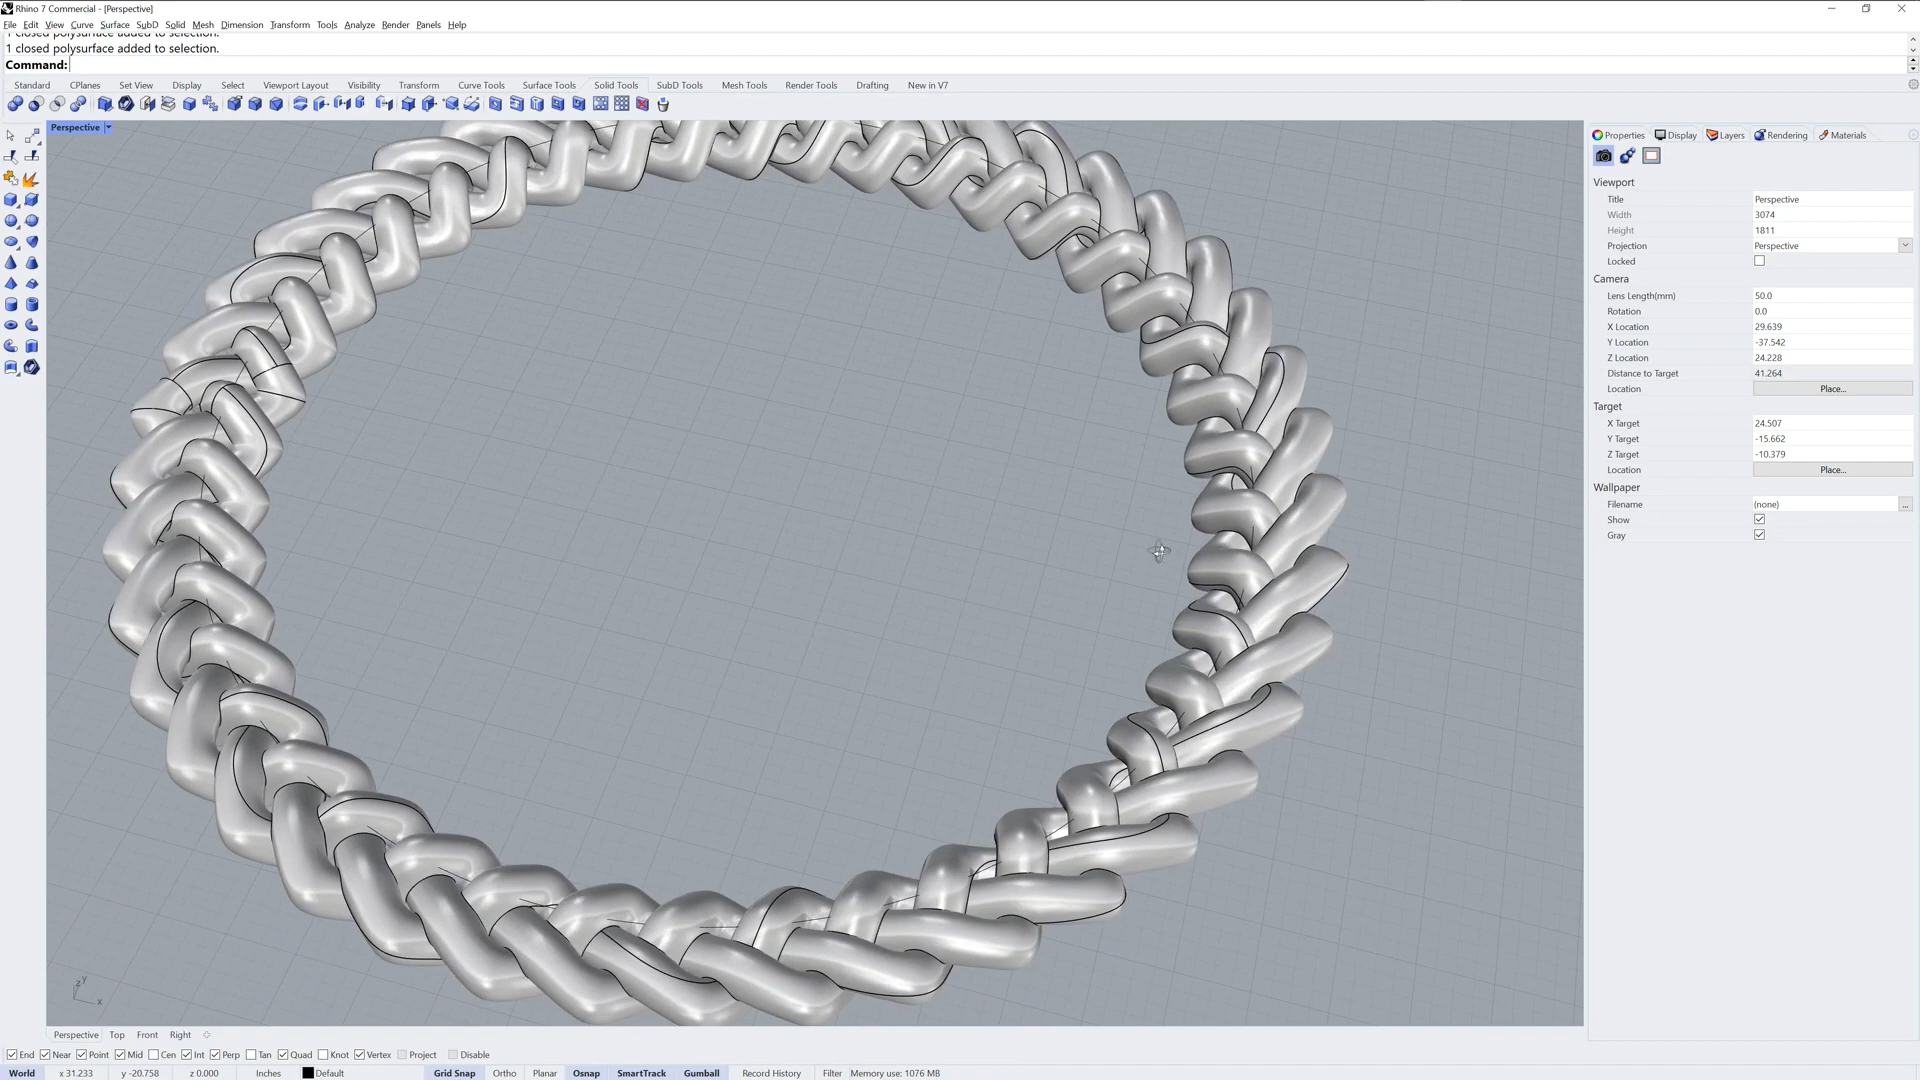 Rhino 7 Commercial - [Perspective]
File Edit View Curve Surface SubD Solid Mesh Dimension Transform Tools Analyze Render Panels Help
1 closed polysurface added to selection.
1 closed polysurface added to selection.
Command:
Standard CPlanes Set View Display Select Viewport Layout Visibility Transform Curve Tools Surface Tools Solid Tools SubD Tools Mesh Tools Render Tools Drafting New in V7
Perspective
Properties Display Layers Rendering Materials
Viewport
Title Perspective
Width 3074
Height 1811
Projection Perspective
Locked
Camera
Lens Length(mm) 50.0
Rotation 0.0
X Location 29.639
Y Location -37.542
Z Location 24.228
Distance to Target 41.264
Location Place...
Target
X Target 24.507
Y Target -15.662
Z Target -10.379
Location Place...
Wallpaper
Filename (none) ...
Show
Gray
z y
x
Perspective Top Front Right
End Near Point Mid Cen Int Perp Tan Quad Knot Vertex Project Disable
World x 31.233 y -20.758 z 0.000 Inches Default Grid Snap Ortho Planar Osnap SmartTrack Gumball Record History Filter Memory use: 1076 MB